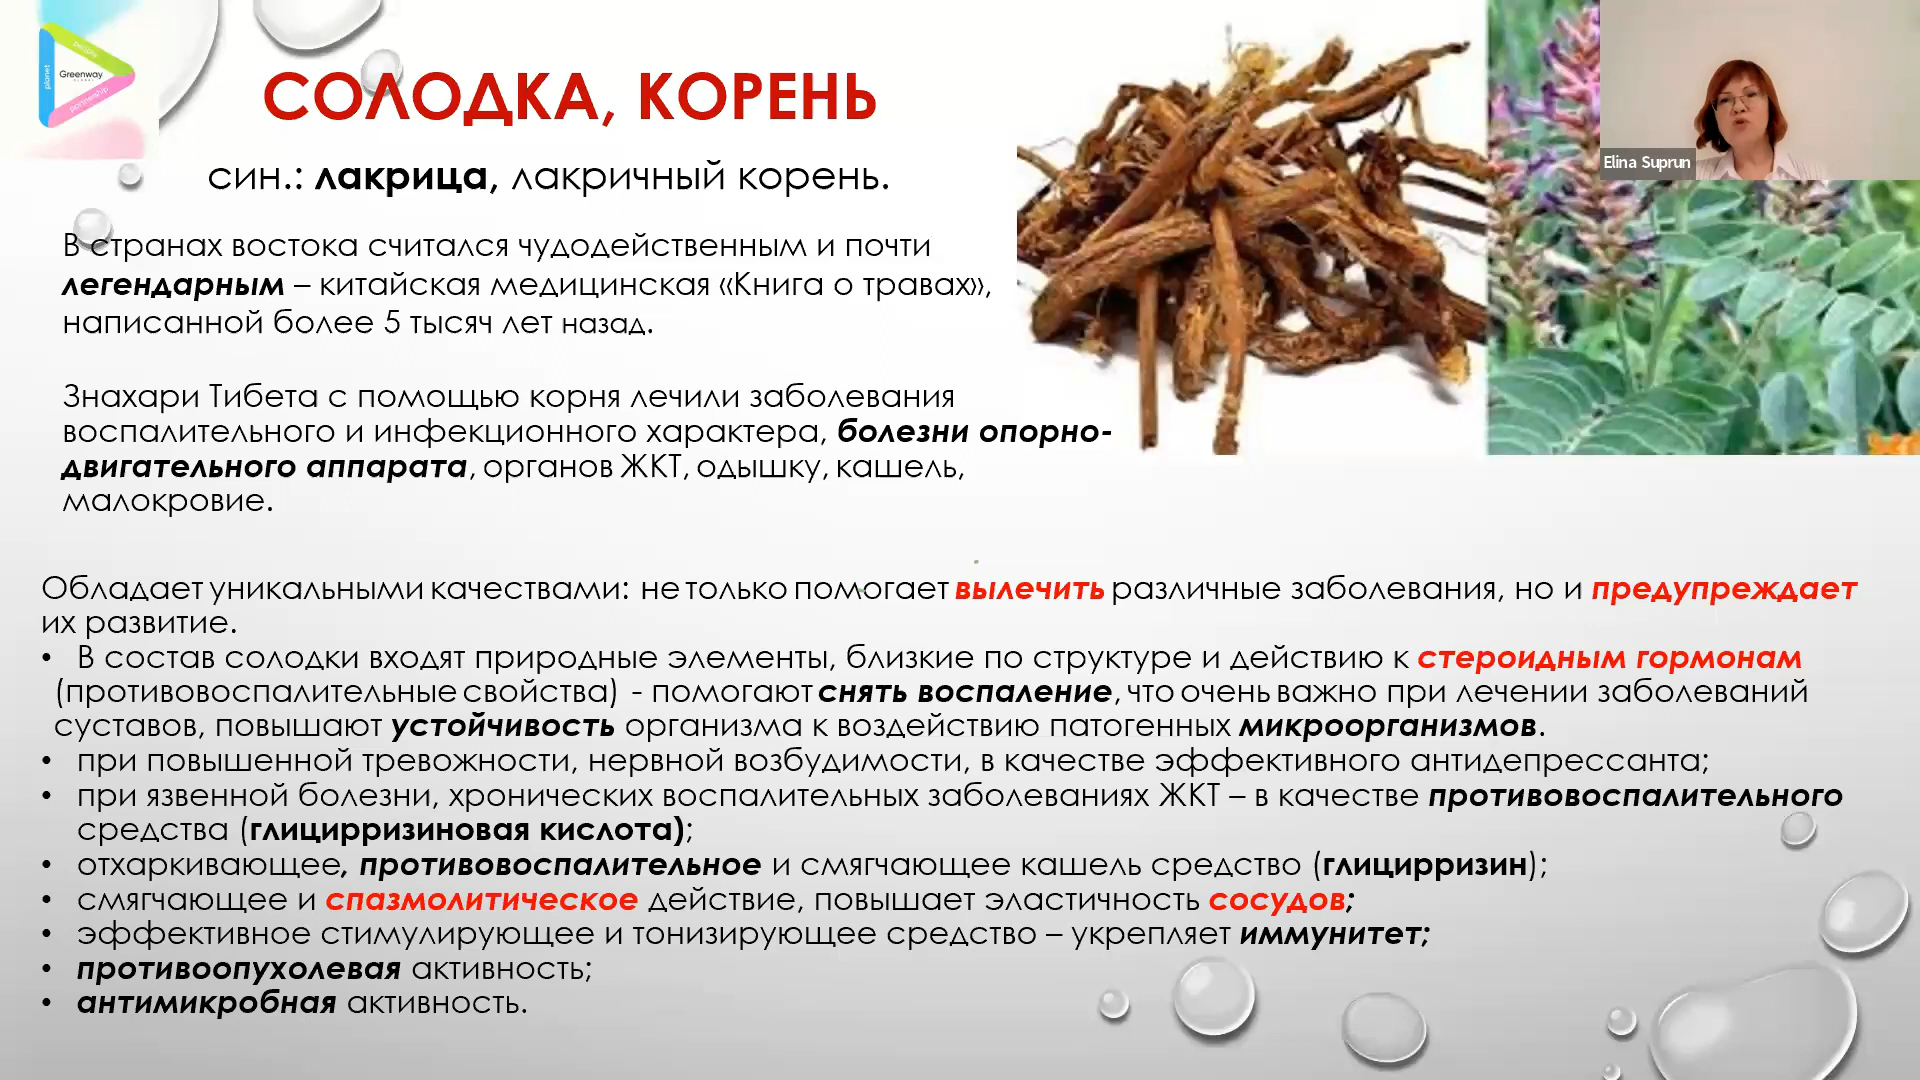 planet
people
Greenway
GLOBAL
partnership
СОЛОДКА, КОРЕНЬ
син.: лакрица, лакричный корень.
Elina Suprun
В странах востока считался чудодейственным и почти
легендарным – китайская медицинская «Книга о травах»,
написанной более 5 тысяч лет назад.
Знахари Тибета с помощью корня лечили заболевания
воспалительного и инфекционного характера, болезни опорно-
двигательного аппарата, органов ЖКТ, одышку, кашель,
малокровие.
Обладает уникальными качествами: не только помогает вылечить различные заболевания, но и предупреждает
их развитие.
• В состав солодки входят природные элементы, близкие по структуре и действию к стероидным гормонам
(противовоспалительные свойства) - помогают снять воспаление, что очень важно при лечении заболеваний
суставов, повышают устойчивость организма к воздействию патогенных микроорганизмов.
• при повышенной тревожности, нервной возбудимости, в качестве эффективного антидепрессанта;
• при язвенной болезни, хронических воспалительных заболеваниях ЖКТ – в качестве противовоспалительного
средства (глицирризиновая кислота);
• отхаркивающее, противовоспалительное и смягчающее кашель средство (глицирризин);
• смягчающее и спазмолитическое действие, повышает эластичность сосудов;
• эффективное стимулирующее и тонизирующее средство – укрепляет иммунитет;
• противоопухолевая активность;
• антимикробная активность.